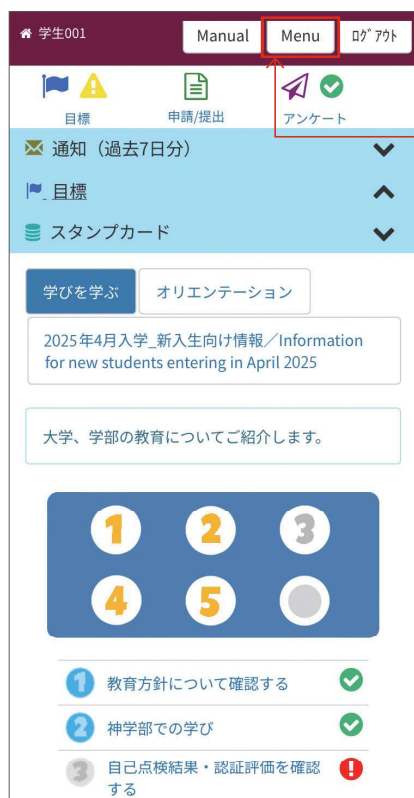 学生001
Manual
Menu
ﾛｸﾞｱｳﾄ
目標
申請/提出
アンケート
通知（過去7日分）
目標
スタンプカード
学びを学ぶ
オリエンテーション
2025年4月入学_新入生向け情報／Information
for new students entering in April 2025
大学、学部の教育についてご紹介します。
1 2 3
4 5
1 教育方針について確認する
2 神学部での学び
3 自己点検結果・認証評価を確認
する